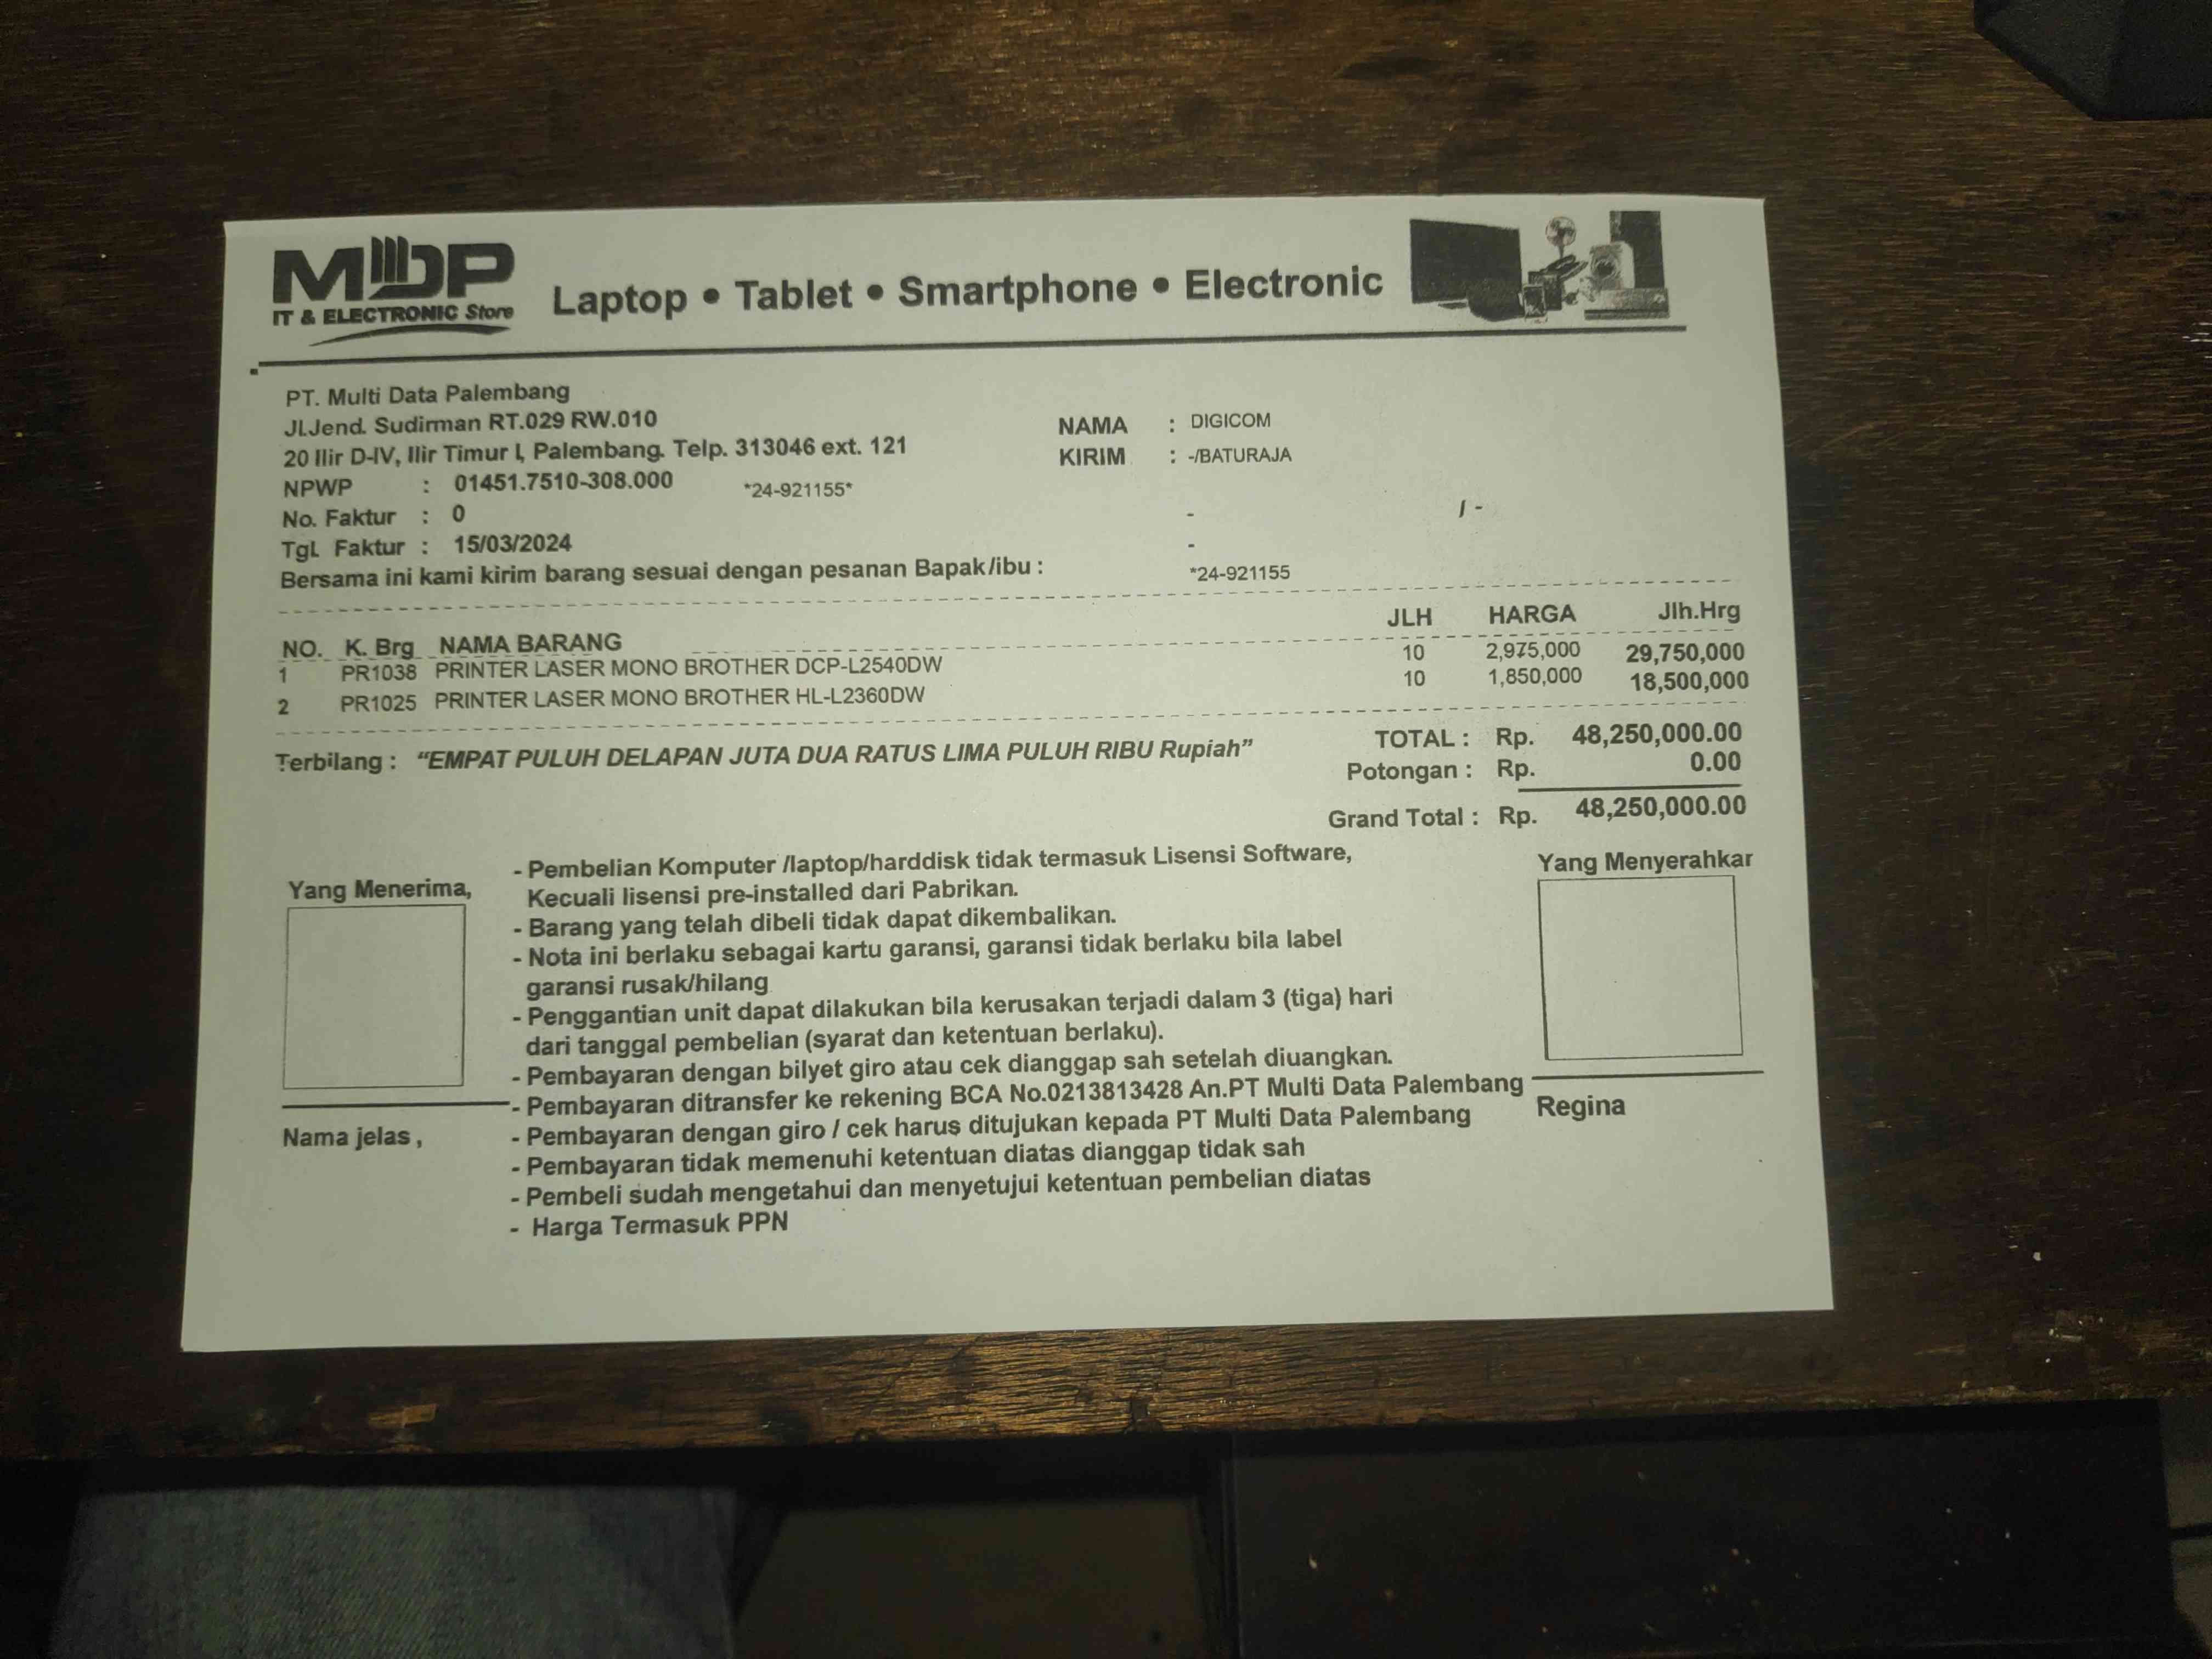 MDP
IT & ELECTRONIC Store
Laptop • Tablet • Smartphone • Electronic
PT. Multi Data Palembang
Jl.Jend. Sudirman RT.029 RW.010
20 Ilir D-IV, Ilir Timur I, Palembang. Telp. 313046 ext. 121
NPWP : 01451.7510-308.000 *24-921155*
No. Faktur : 0
Tgl. Faktur : 15/03/2024
Bersama ini kami kirim barang sesuai dengan pesanan Bapak/ibu :
NAMA : DIGICOM
KIRIM : -/BATURAJA
- / -
-
*24-921155
NO. K. Brg NAMA BARANG JLH HARGA Jlh.Hrg
1 PR1038 PRINTER LASER MONO BROTHER DCP-L2540DW 10 2,975,000 29,750,000
2 PR1025 PRINTER LASER MONO BROTHER HL-L2360DW 10 1,850,000 18,500,000
Terbilang : “EMPAT PULUH DELAPAN JUTA DUA RATUS LIMA PULUH RIBU Rupiah”
TOTAL : Rp. 48,250,000.00
Potongan : Rp. 0.00
Grand Total : Rp. 48,250,000.00
Yang Menerima,
Nama jelas ,
- Pembelian Komputer /laptop/harddisk tidak termasuk Lisensi Software,
Kecuali lisensi pre-installed dari Pabrikan.
- Barang yang telah dibeli tidak dapat dikembalikan.
- Nota ini berlaku sebagai kartu garansi, garansi tidak berlaku bila label
garansi rusak/hilang
- Penggantian unit dapat dilakukan bila kerusakan terjadi dalam 3 (tiga) hari
dari tanggal pembelian (syarat dan ketentuan berlaku).
- Pembayaran dengan bilyet giro atau cek dianggap sah setelah diuangkan.
- Pembayaran ditransfer ke rekening BCA No.0213813428 An.PT Multi Data Palembang
- Pembayaran dengan giro / cek harus ditujukan kepada PT Multi Data Palembang
- Pembayaran tidak memenuhi ketentuan diatas dianggap tidak sah
- Pembeli sudah mengetahui dan menyetujui ketentuan pembelian diatas
- Harga Termasuk PPN
Yang Menyerahkar
Regina